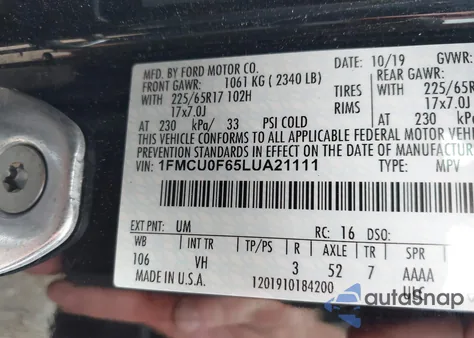 MFD. BY FORD MOTOR CO. DATE: 10/19 GVWR:
FRONT GAWR: 1061 KG ( 2340 LB) REAR GAWR:
WITH 225/65R17 102H TIRES WITH 225/65R
17x7.0J RIMS 17x7.0J
AT 230 kPa/ 33 PSI COLD AT 230
THIS VEHICLE CONFORMS TO ALL APPLICABLE FEDERAL MOTOR VEHIC
PREVENTION STANDARDS IN EFFECT ON THE DATE OF MANUFACTURE
VIN: 1FMCU0F65LUA21111 TYPE: MPV
EXT PNT: UM RC: 16 DSO:
WB INT TR TP/PS R AXLE TR SPR
106 VH 3 52 7 AAAA
MADE IN U.S.A. 1201910184200
autosnap